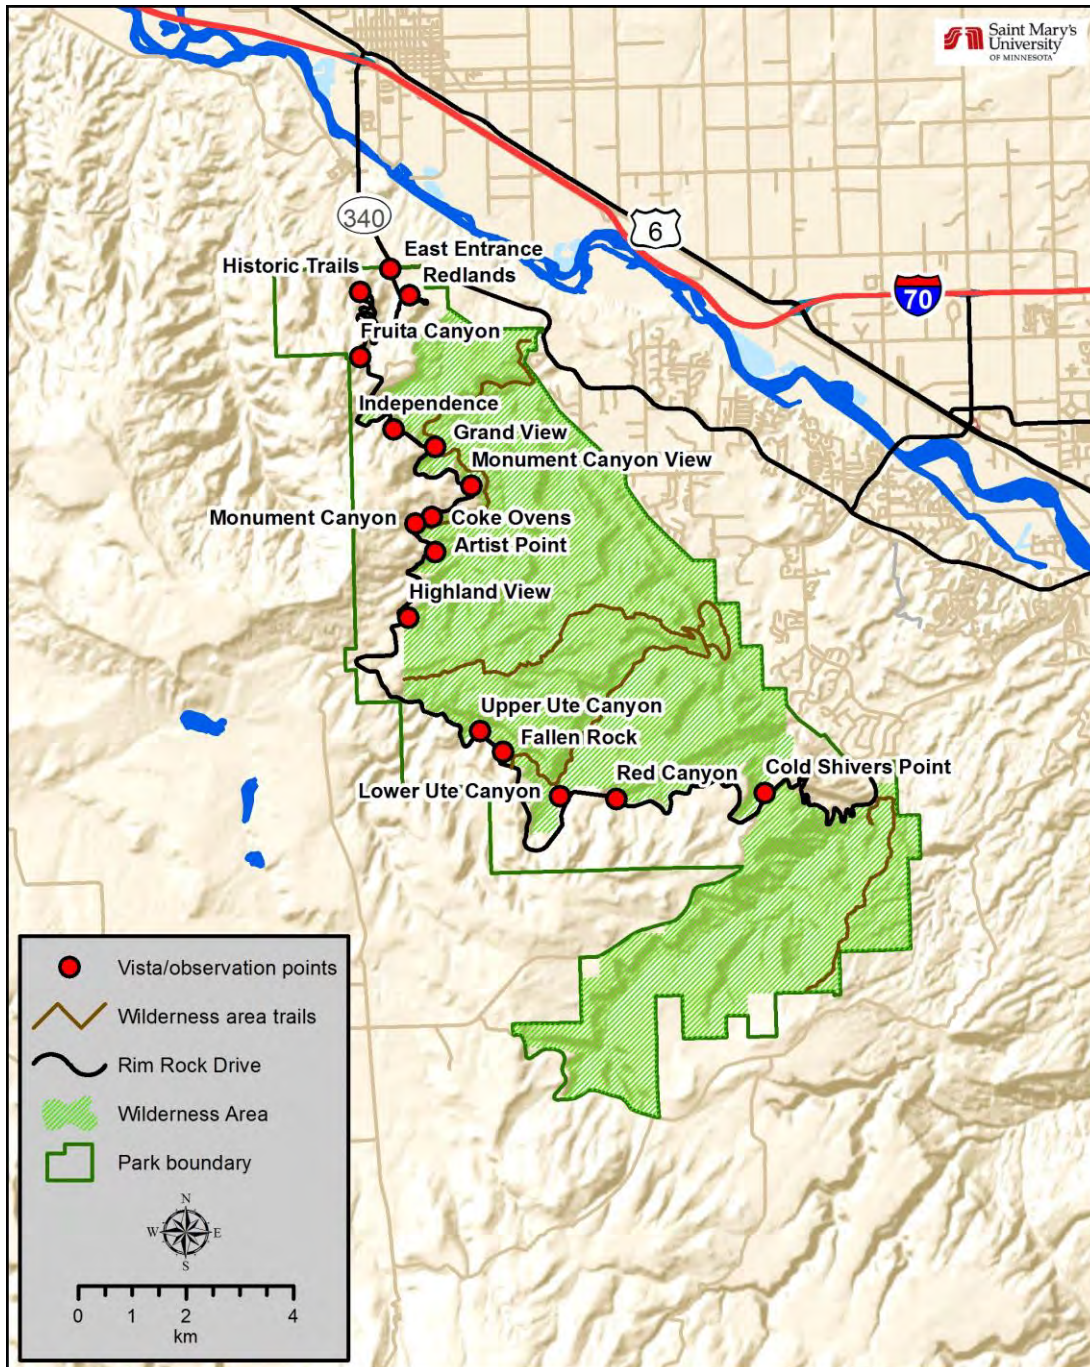 Saint Mary's
University
OF MINNESOTA
340
6
70
East Entrance
Historic Trails
Redlands
Fruita Canyon
Independence
Grand View
Monument Canyon View
Monument Canyon
Coke Ovens
Artist Point
Highland View
Upper Ute Canyon
Fallen Rock
Lower Ute Canyon
Red Canyon
Cold Shivers Point
Vista/observation points
Wilderness area trails
Rim Rock Drive
Wilderness Area
Park boundary
N
W
E
S
0 1 2 4
km